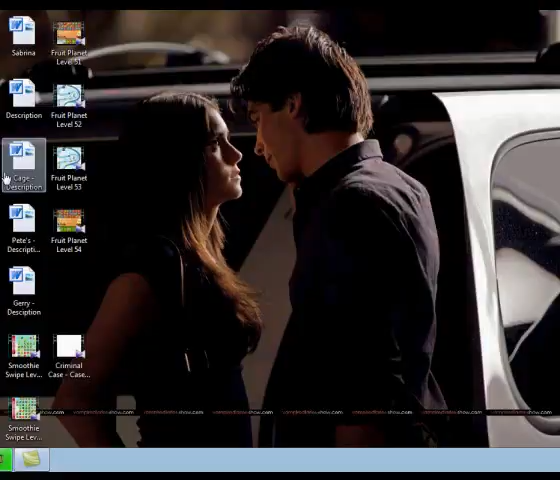 Sabrina
Fruit Planet
Level 51
Description
Fruit Planet
Level 52
Cage -
Description
Fruit Planet
Level 53
Pete's -
Descripti...
Fruit Planet
Level 54
Gerry -
Description
Smoothie
Swipe Lev...
Criminal
Case - Case...
Smoothie
Swipe Lev...